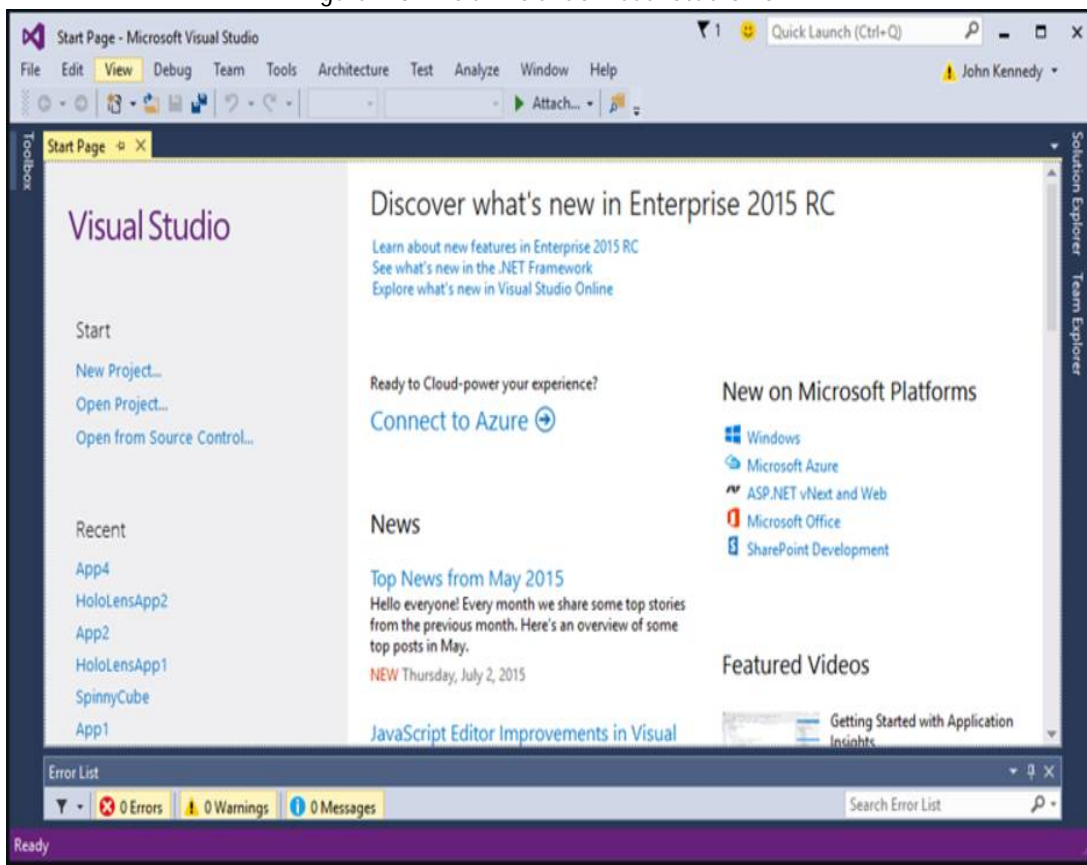 Start Page - Microsoft Visual Studio
1
Quick Launch (Ctrl+Q)
File Edit View Debug Team Tools Architecture Test Analyze Window Help
John Kennedy
Attach...
Toolbox
Start Page
Solution Explorer
Team Explorer
Visual Studio
Start
New Project...
Open Project...
Open from Source Control...
Recent
App4
HoloLensApp2
App2
HoloLensApp1
SpinnyCube
App1
Discover what's new in Enterprise 2015 RC
Learn about new features in Enterprise 2015 RC
See what's new in the .NET Framework
Explore what's new in Visual Studio Online
Ready to Cloud-power your experience?
Connect to Azure
News
Top News from May 2015
Hello everyone! Every month we share some top stories
from the previous month. Here's an overview of some
top posts in May.
NEW Thursday, July 2, 2015
JavaScript Editor Improvements in Visual
New on Microsoft Platforms
Windows
Microsoft Azure
ASP.NET vNext and Web
Microsoft Office
SharePoint Development
Featured Videos
Getting Started with Application
Insights
Error List
0 Errors 0 Warnings 0 Messages
Search Error List
Ready